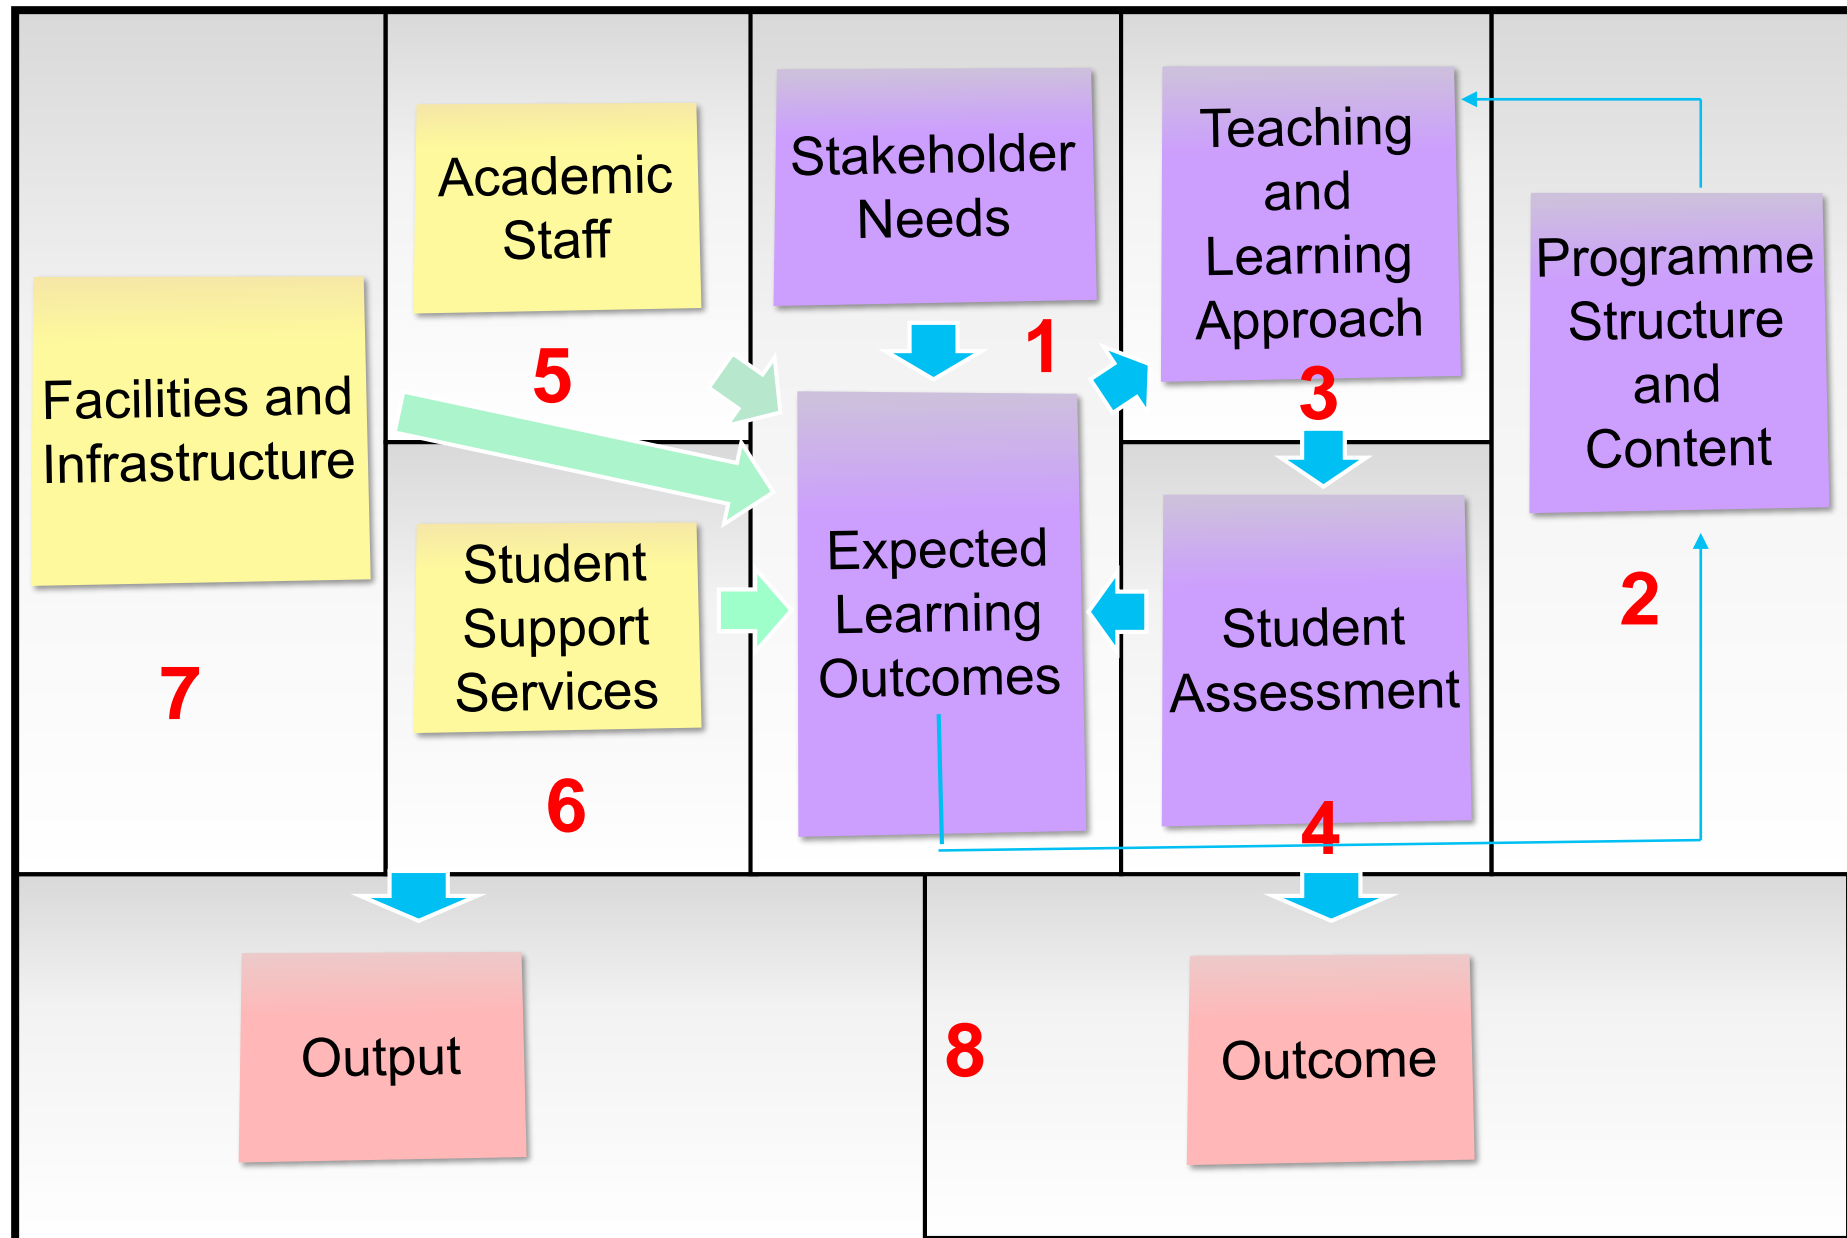 Facilities and
Infrastructure
7
Academic
Staff
5
Student
Support
Services
6
Stakeholder
Needs
1
Expected
Learning
Outcomes
Teaching
and
Learning
Approach
3
Student
Assessment
4
Programme
Structure
and
Content
2
Output
8
Outcome